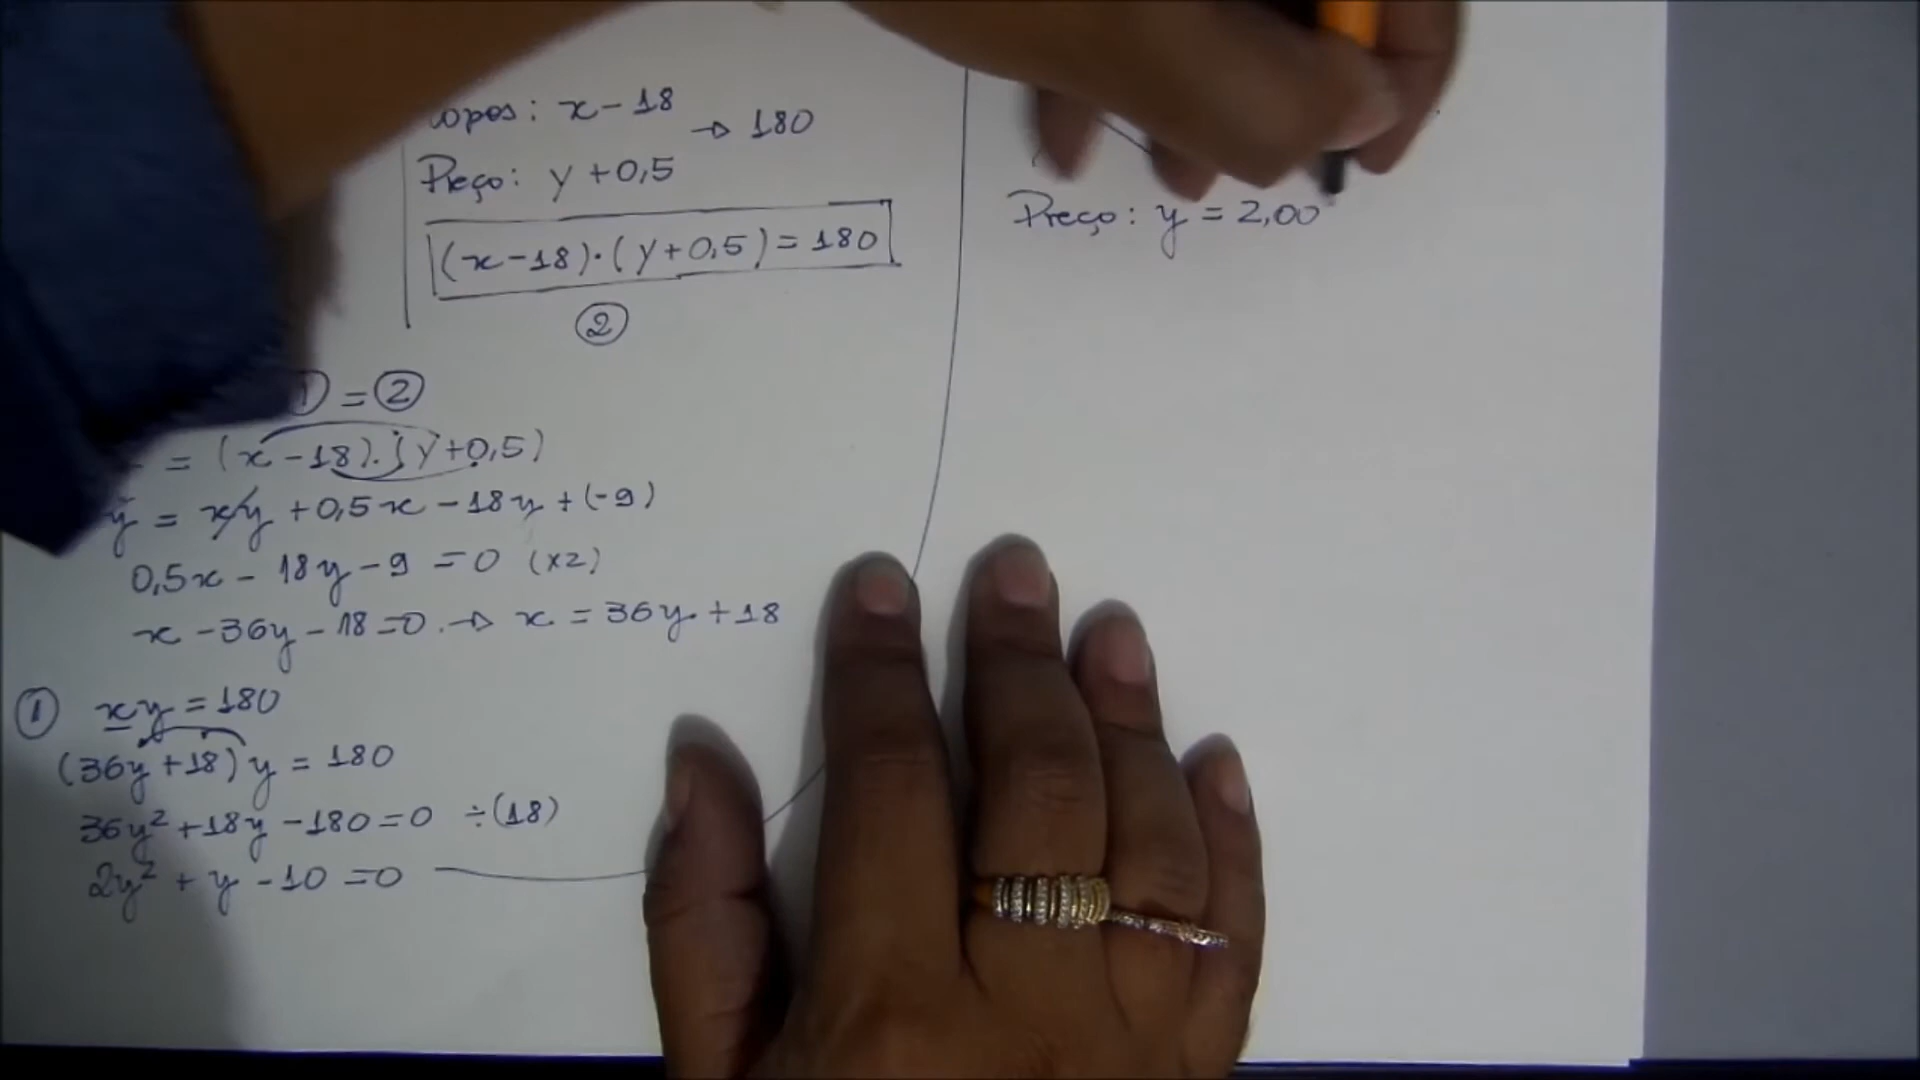 x - 18
→ 180
Preço: y + 0,5
(x - 18) · (y + 0,5) = 180
②
① = ②
= (x - 18) · (y + 0,5)
y = xy + 0,5x - 18y + (-9)
0,5x - 18y - 9 = 0 (x2)
x - 36y - 18 = 0 → x = 36y + 18
① xy = 180
(36y + 18) y = 180
36y² + 18y - 180 = 0 ÷ (18)
2y² + y - 10 = 0
Preço: y = 2,00